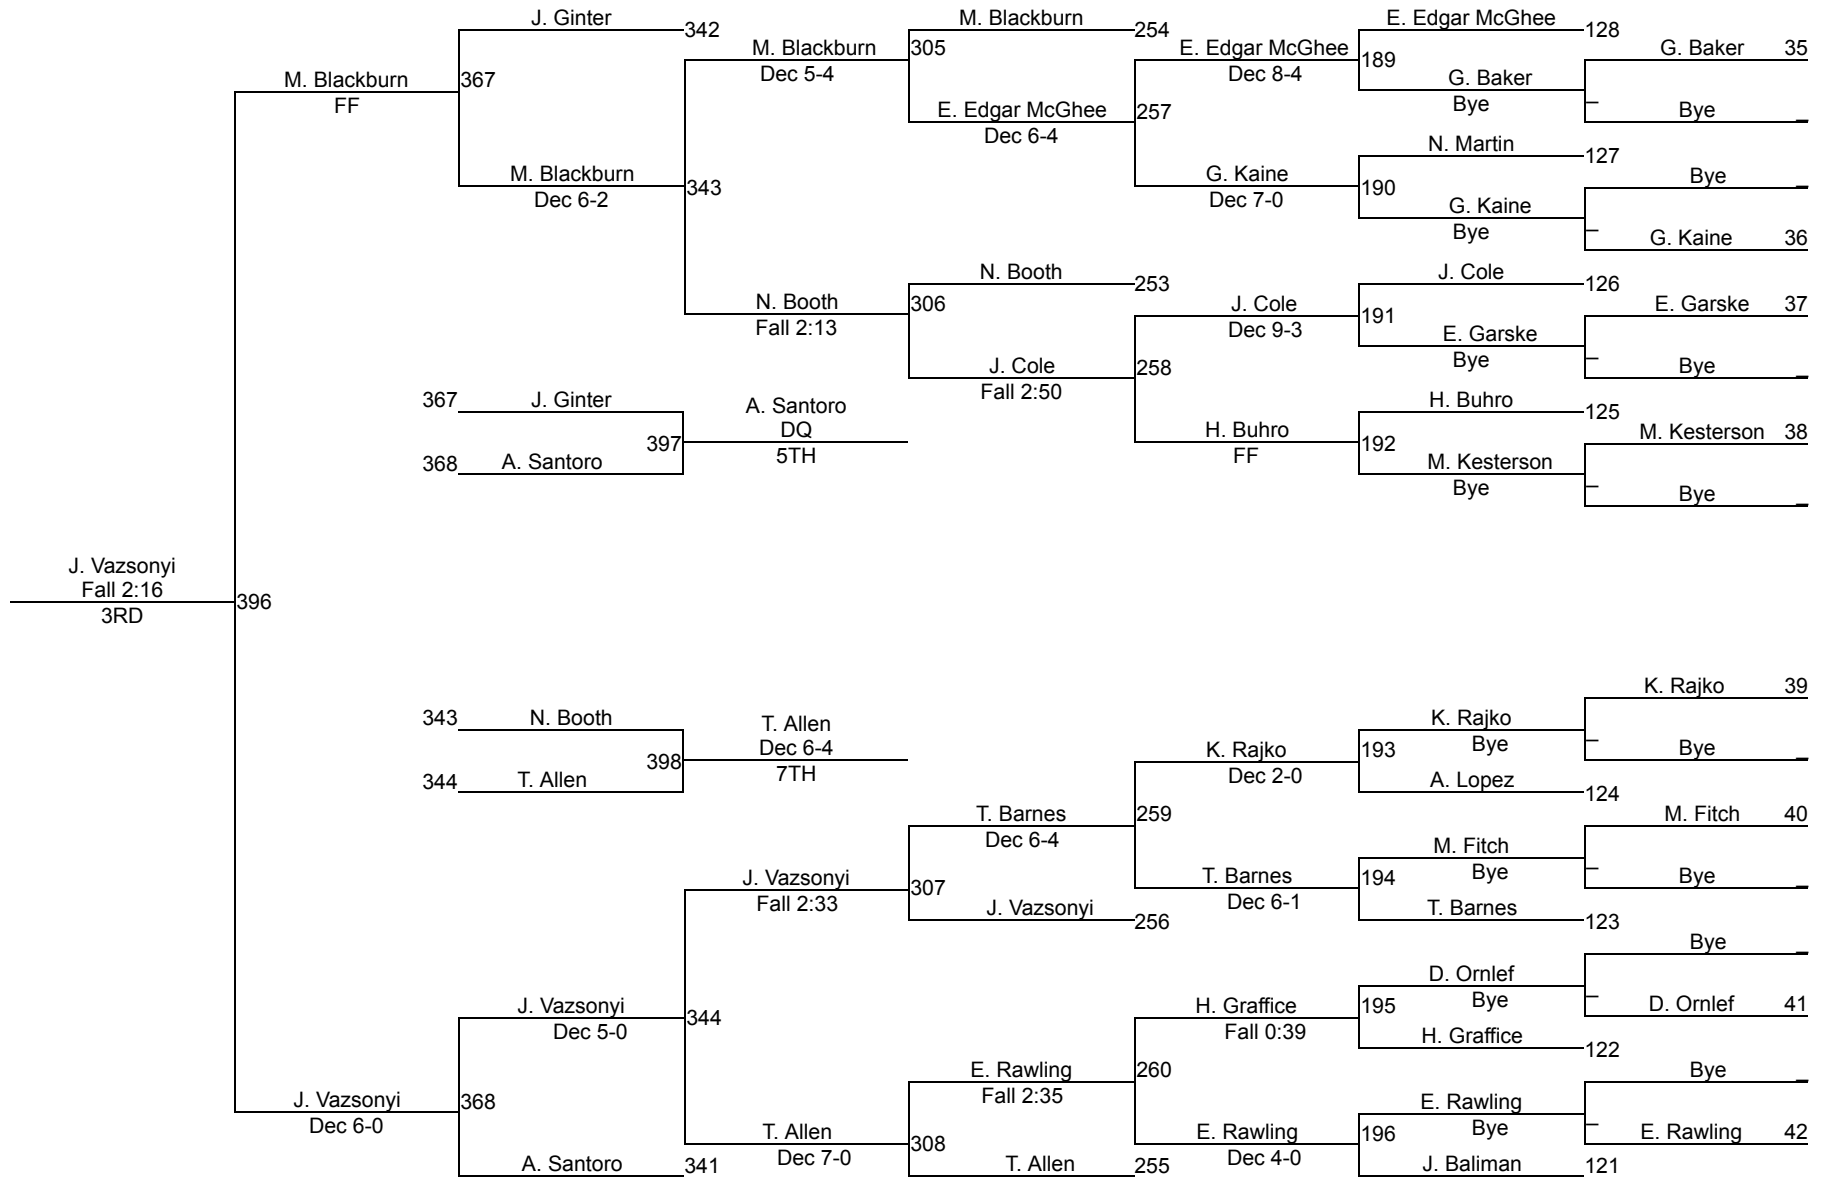 J. Ginter
342
M. Blackburn
FF
367
M. Blackburn
Dec 6-2
343
M. Blackburn
Dec 5-4
305
M. Blackburn
254
E. Edgar McGhee
Dec 6-4
257
E. Edgar McGhee
Dec 8-4
189
E. Edgar McGhee
128
G. Baker
Bye
G. Baker 35
Bye
G. Kaine
Dec 7-0
190
N. Martin
127
G. Kaine
Bye
Bye
G. Kaine 36
N. Booth
Fall 2:13
306
N. Booth
253
J. Cole
Fall 2:50
258
J. Cole
Dec 9-3
191
J. Cole
126
E. Garske
Bye
E. Garske 37
Bye
H. Buhro
FF
192
H. Buhro
125
M. Kesterson
Bye
M. Kesterson 38
Bye
367
J. Ginter
368
A. Santoro
397
A. Santoro
DQ
5TH
J. Vazsonyi
Fall 2:16
3RD
396
343
N. Booth
344
T. Allen
398
T. Allen
Dec 6-4
7TH
K. Rajko
Dec 2-0
193
K. Rajko
Bye
A. Lopez
124
K. Rajko 39
Bye
T. Barnes
Dec 6-4
259
T. Barnes
Dec 6-1
194
M. Fitch
Bye
T. Barnes
123
M. Fitch 40
Bye
J. Vazsonyi
Fall 2:33
307
J. Vazsonyi
256
J. Vazsonyi
Dec 5-0
344
H. Graffice
Fall 0:39
195
D. Ornlef
Bye
H. Graffice
122
Bye
D. Ornlef 41
E. Rawling
Fall 2:35
260
E. Rawling
Dec 4-0
196
E. Rawling
Bye
J. Baliman
121
Bye
E. Rawling 42
J. Vazsonyi
Dec 6-0
368
A. Santoro
341
T. Allen
Dec 7-0
308
T. Allen
255